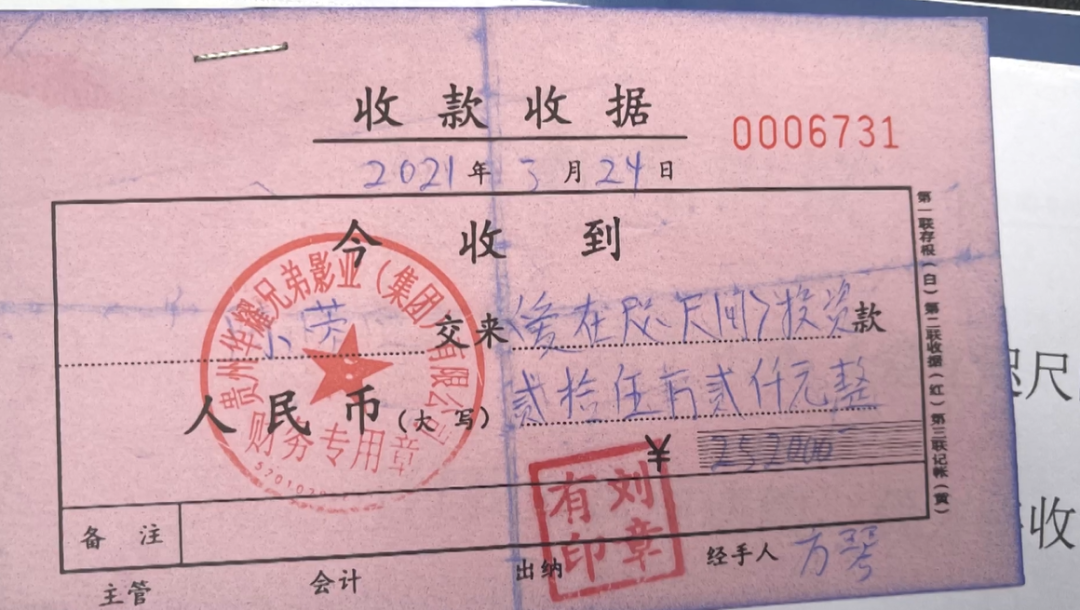 收款收据
0006731
2021年 三月 24日
今收到
小英 交来 《爱在咫尺间》投资款
人民币(大写) 贰拾伍万贰仟元整
¥ 252000
备注
主管 会计 出纳 经手人 方琴
第一联存根(白) 第二联收据(红) 第三联记帐(黄)
贵州华耀兄弟影业(集团)有限公司
财务专用章
刘章有印
咫尺
收